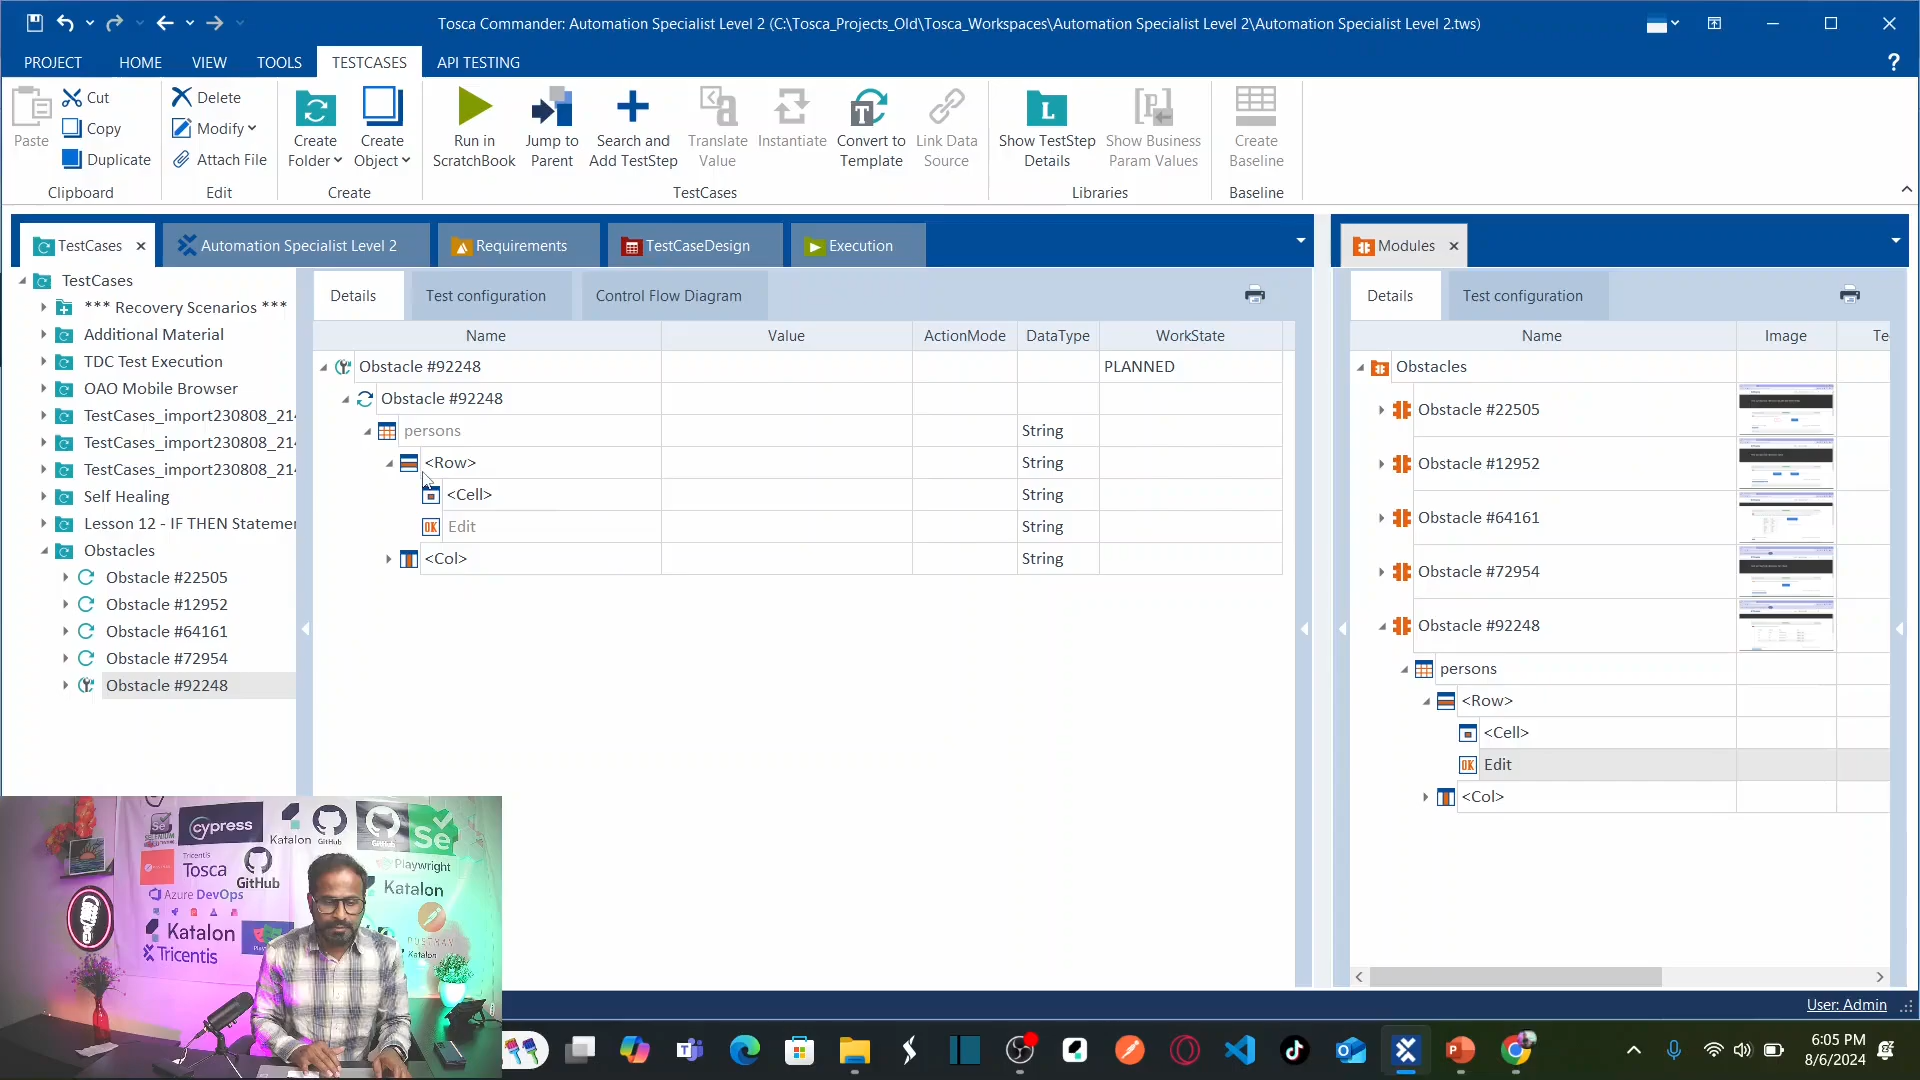 Tosca Commander: Automation Specialist Level 2 (C:\Tosca_Projects_Old\Tosca_Workspaces\Automation Specialist Level 2\Automation Specialist Level 2.tws)
PROJECT HOME VIEW TOOLS TESTCASES API TESTING ?
Paste
Cut
Copy
Duplicate
Clipboard
Delete
Modify
Attach File
Edit
Create Folder
Create Object
Create
Run in ScratchBook
Jump to Parent
Search and Add TestStep
Translate Value
Instantiate
Convert to Template
Link Data Source
TestCases
Show TestStep Details
Show Business Param Values
Libraries
Create Baseline
Baseline
TestCases
Automation Specialist Level 2
Requirements
TestCaseDesign
Execution
Modules
TestCases
*** Recovery Scenarios ***
Additional Material
TDC Test Execution
OAO Mobile Browser
TestCases_import230808_214
TestCases_import230808_214
TestCases_import230808_214
Self Healing
Lesson 12 - IF THEN Statemen
Obstacles
Obstacle #22505
Obstacle #12952
Obstacle #64161
Obstacle #72954
Obstacle #92248
Details Test configuration Control Flow Diagram
Name Value ActionMode DataType WorkState
Obstacle #92248 PLANNED
Obstacle #92248
persons String
<Row> String
<Cell> String
Edit String
<Col> String
Details Test configuration
Name Image Te
Obstacles
Obstacle #22505
Obstacle #12952
Obstacle #64161
Obstacle #72954
Obstacle #92248
persons
<Row>
<Cell>
Edit
<Col>
User: Admin
cypress
Katalon
GitHub
GitHub
Se
Tricentis
Tosca
GitHub
Playwright
Katalon
Azure DevOps
Katalon
Tricentis
Katalon
6:05 PM
8/6/2024